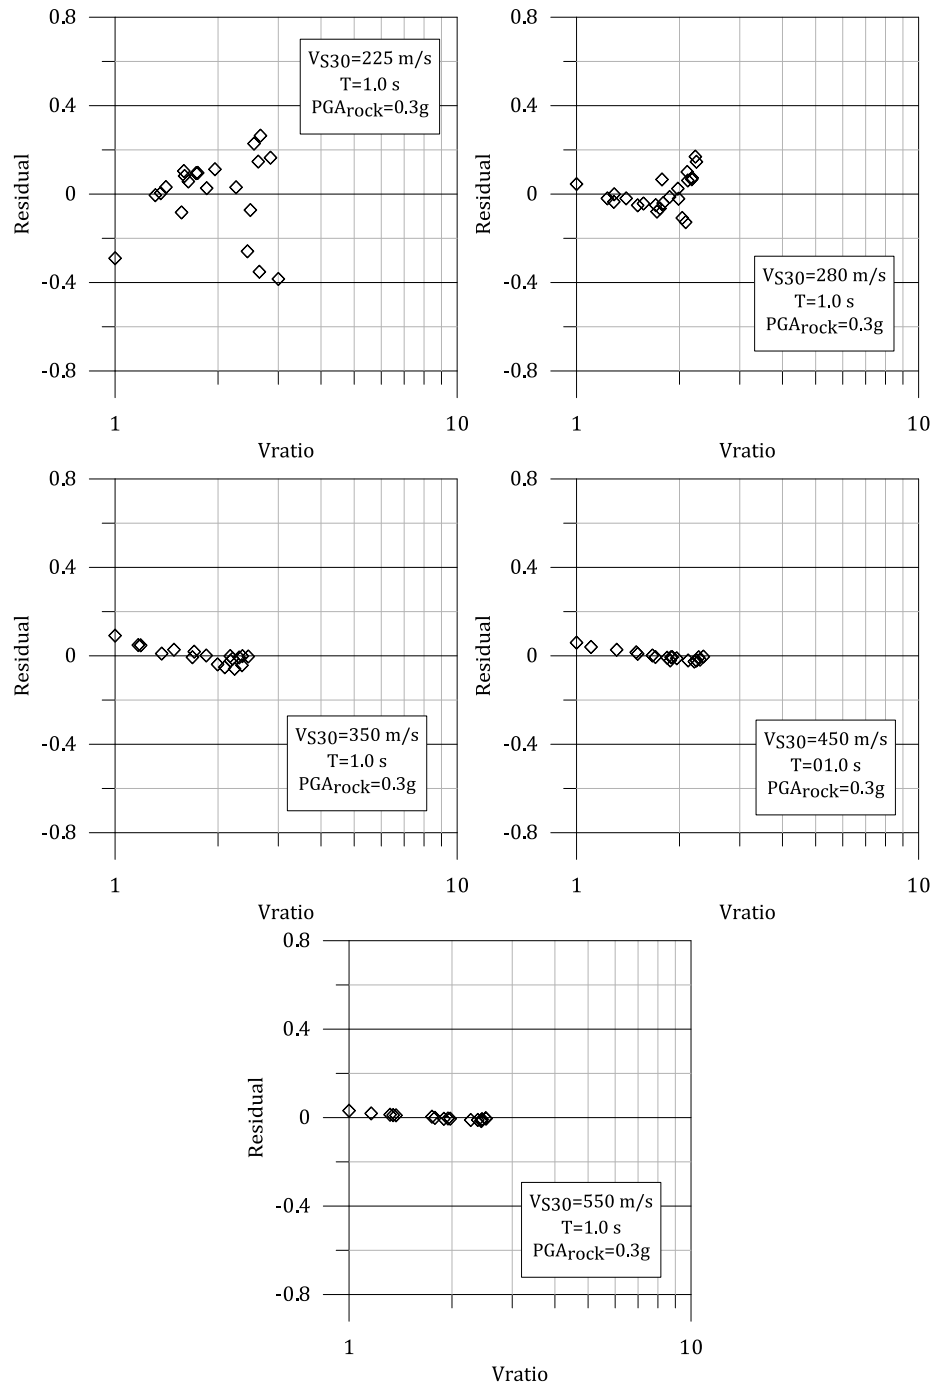 0.8
0.4
0
-0.4
-0.8
Residual
VS30=225 m/s
T=1.0 s
PGArock=0.3g
1
10
Vratio
0.8
0.4
0
-0.4
-0.8
Residual
VS30=280 m/s
T=1.0 s
PGArock=0.3g
1
10
Vratio
0.8
0.4
0
-0.4
-0.8
Residual
VS30=350 m/s
T=1.0 s
PGArock=0.3g
1
10
Vratio
0.8
0.4
0
-0.4
-0.8
Residual
VS30=450 m/s
T=01.0 s
PGArock=0.3g
1
10
Vratio
0.8
0.4
0
-0.4
-0.8
Residual
VS30=550 m/s
T=1.0 s
PGArock=0.3g
1
10
Vratio